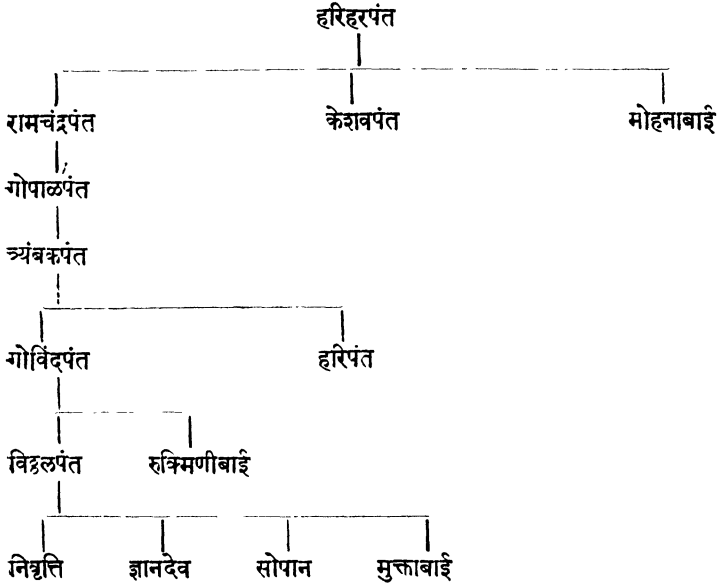 हरिहरपंत
रामचंद्रपंत केशवपंत मोहनाबाई
गोपाळपंत
त्र्यंबकपंत
गोविंदपंत हरिपंत
विठ्ठलपंत रुक्मिणीबाई
निवृत्ति ज्ञानदेव सोपान मुक्ताबाई